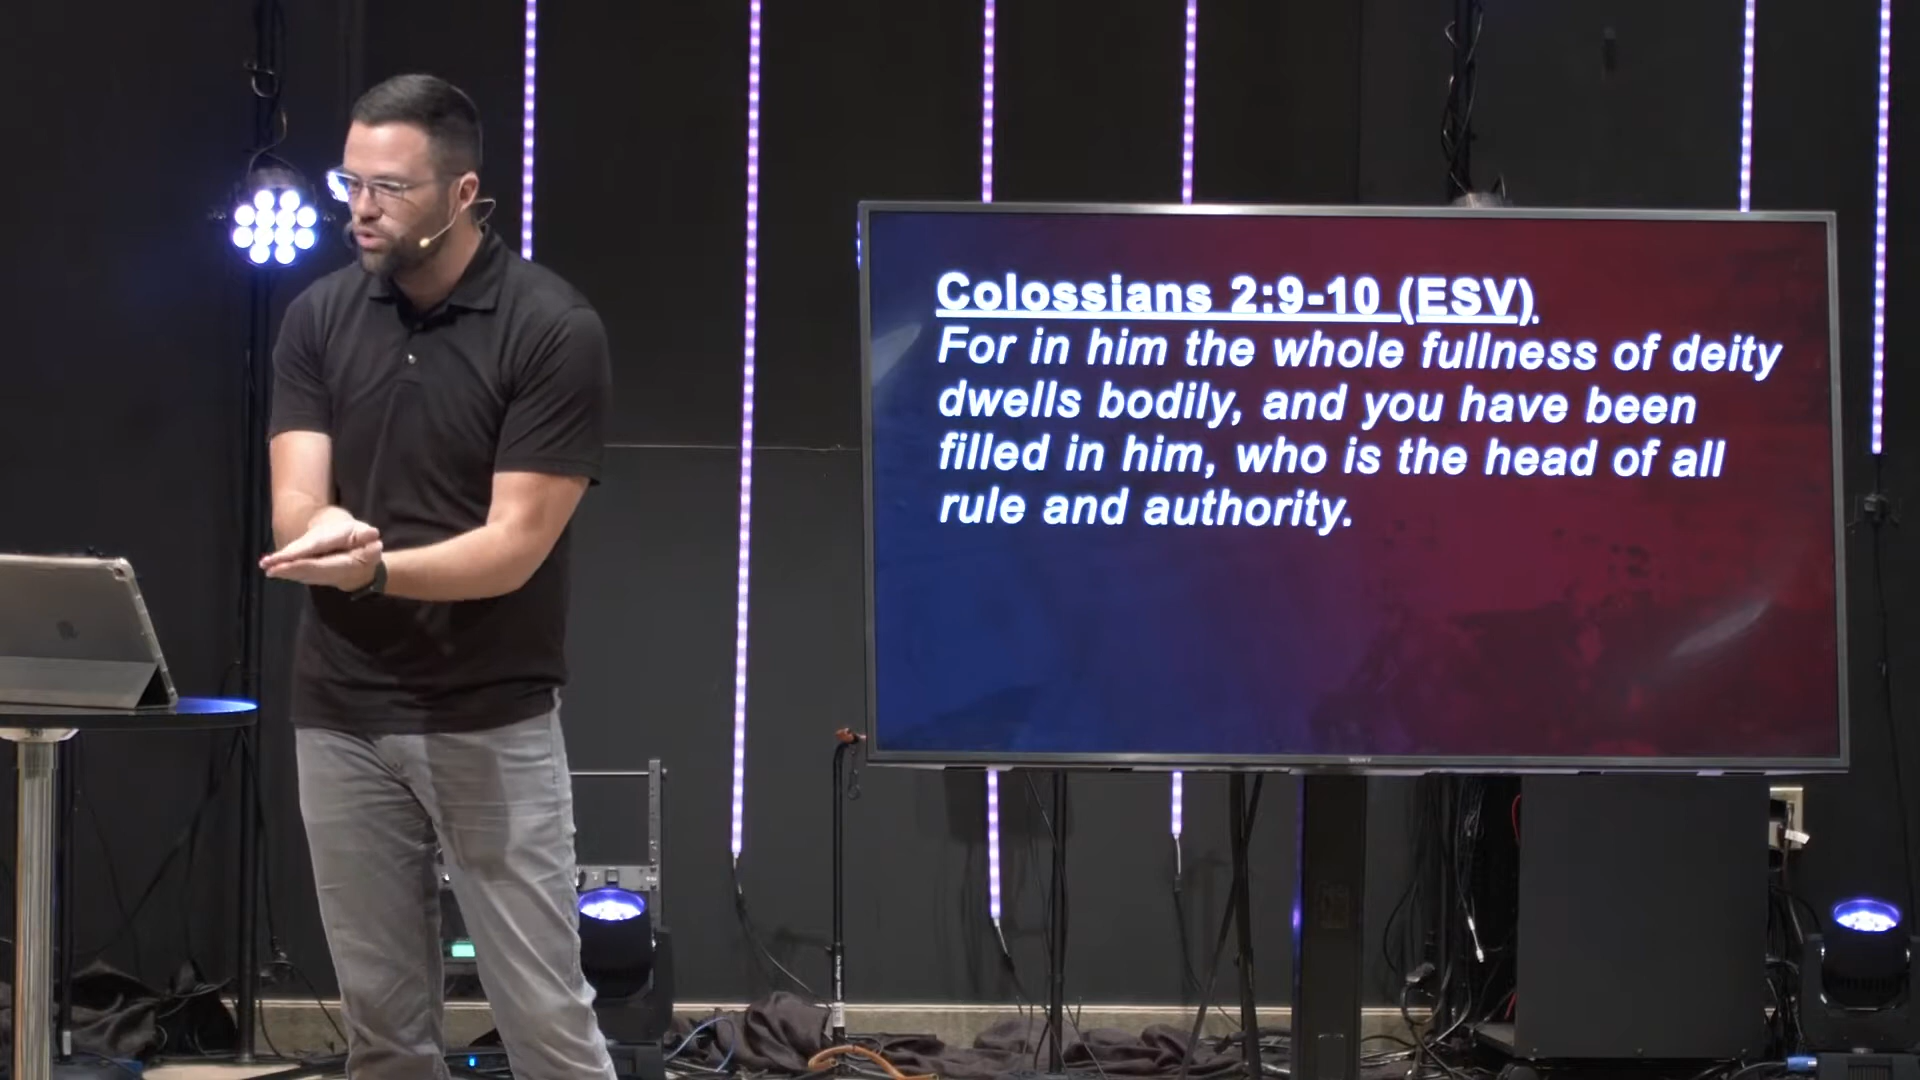 Colossians 2:9-10 (ESV)
For in him the whole fullness of deity
dwells bodily, and you have been
filled in him, who is the head of all
rule and authority.
SONY